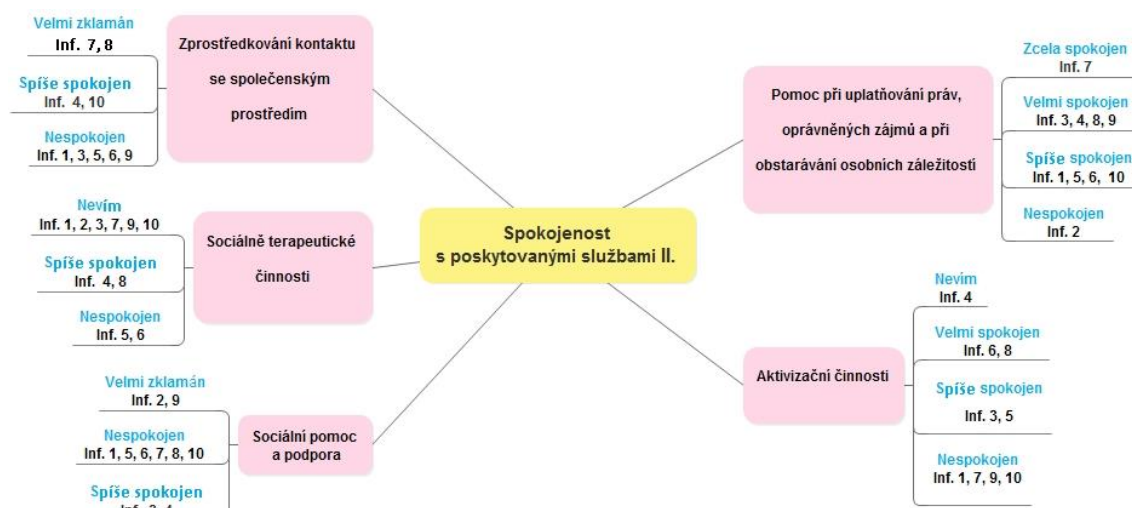 Velmi zklamán
Inf. 7, 8
Spíše spokojen
Inf. 4, 10
Nespokojen
Inf. 1, 3, 5, 6, 9
Zprostředkování kontaktu
se společenským
prostředím
Nevím
Inf. 1, 2, 3, 7, 9, 10
Spíše spokojen
Inf. 4, 8
Nespokojen
Inf. 5, 6
Sociálně terapeutické
činnosti
Velmi zklamán
Inf. 2, 9
Nespokojen
Inf. 1, 5, 6, 7, 8, 10
Spíše spokojen
Sociální pomoc
a podpora
Spokojenost
s poskytovanými službami II.
Pomoc při uplatňování práv,
oprávněných zájmů a při
obstarávání osobních záležitostí
Zcela spokojen
Inf. 7
Velmi spokojen
Inf. 3, 4, 8, 9
Spíše spokojen
Inf. 1, 5, 6, 10
Nespokojen
Inf. 2
Aktivizační činnosti
Nevím
Inf. 4
Velmi spokojen
Inf. 6, 8
Spíše spokojen
Inf. 3, 5
Nespokojen
Inf. 1, 7, 9, 10